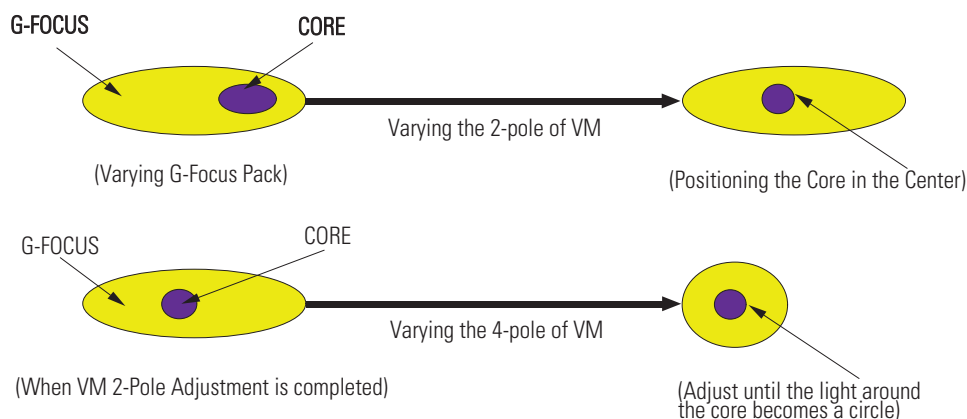 G-FOCUS
CORE
Varying the 2-pole of VM
(Varying G-Focus Pack)
(Positioning the Core in the Center)
G-FOCUS
CORE
Varying the 4-pole of VM
(When VM 2-Pole Adjustment is completed)
(Adjust until the light around
the core becomes a circle)